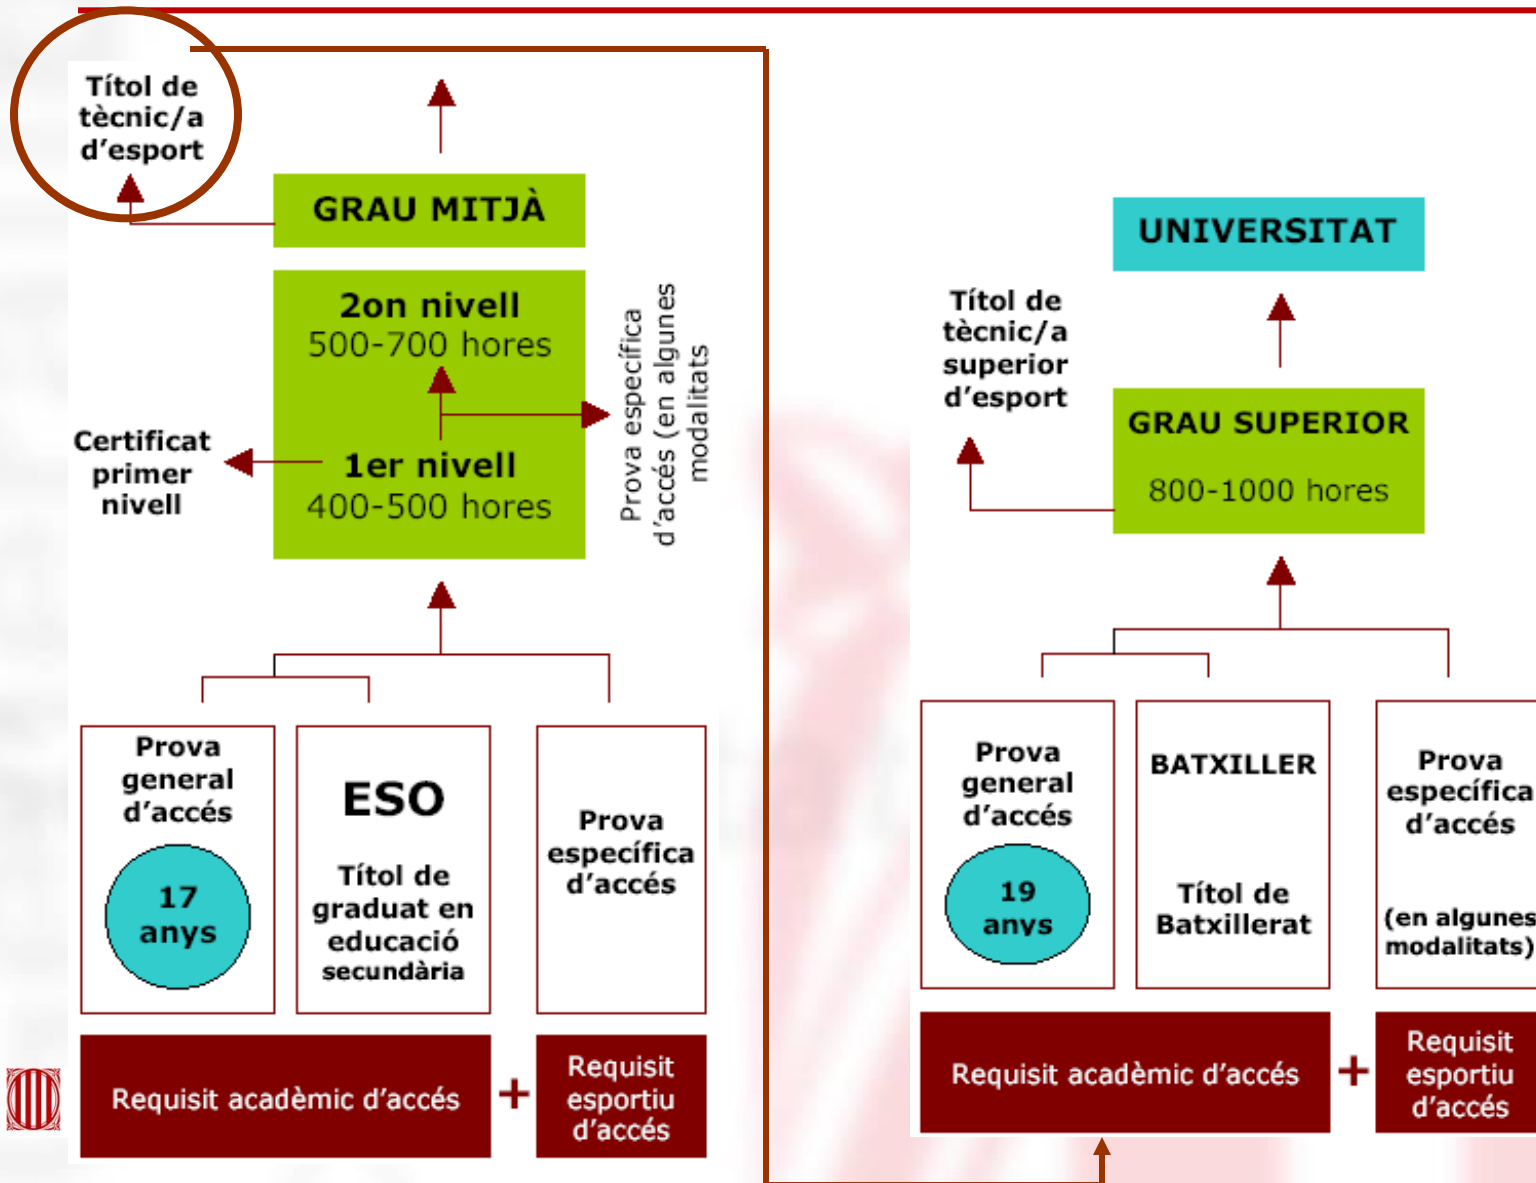 Títol de
tècnic/a
d'esport
GRAU MITJÀ
2on nivell
500-700 hores
Prova específica
d'accés (en algunes
modalitats
Certificat
primer
nivell
1er nivell
400-500 hores
Prova
general
d'accés
17
anys
ESO
Títol de
graduat en
educació
secundària
Prova
específica
d'accés
Requisit acadèmic d'accés
+
Requisit
esportiu
d'accés
UNIVERSITAT
Títol de
tècnic/a
superior
d'esport
GRAU SUPERIOR
800-1000 hores
Prova
general
d'accés
19
anys
BATXILLER
Títol de
Batxillerat
Prova
específica
d'accés
(en algunes
modalitats)
Requisit acadèmic d'accés
+
Requisit
esportiu
d'accés